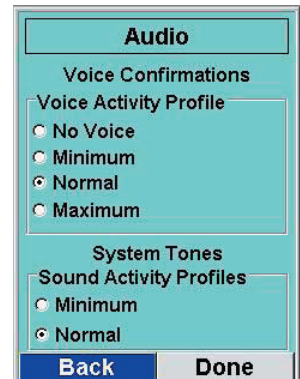 Audio
Voice Confirmations
Voice Activity Profile
No Voice
Minimum
Normal
Maximum
System Tones
Sound Activity Profiles
Minimum
Normal
Back Done